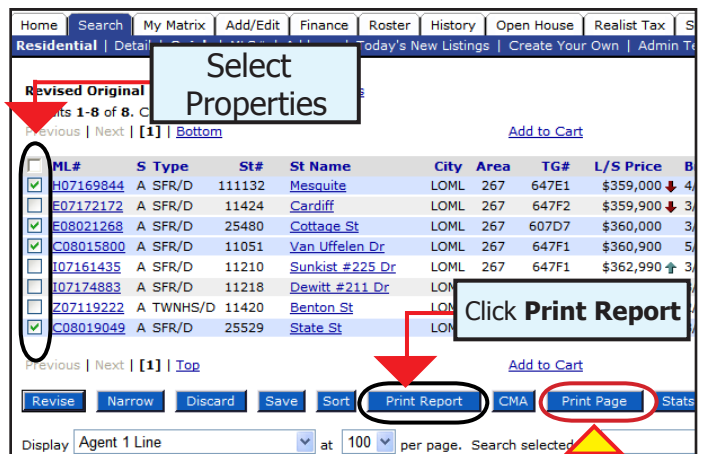 Home Search My Matrix Add/Edit Finance Roster History Open House Realist Tax S
Residential | Today's New Listings | Create Your Own | Admin Te
Select
Properties
Revised Original
1-8 of 8.
Previous | Next | [1] | Bottom Add to Cart
ML# S Type St# St Name City Area TG# L/S Price B
H07169844 A SFR/D 111132 Mesquite LOML 267 647E1 $359,000 4/
E07172172 A SFR/D 11424 Cardiff LOML 267 647F2 $359,900 3/
E08021268 A SFR/D 25480 Cottage St LOML 267 607D7 $360,000 3/
C08015800 A SFR/D 11051 Van Uffelen Dr LOML 267 647F1 $360,900 5/
I07161435 A SFR/D 11210 Sunkist #225 Dr LOML 267 647F1 $362,990 3/
I07174883 A SFR/D 11218 Dewitt #211 Dr
Z07119222 A TWNHS/D 11420 Benton St
C08019049 A SFR/D 25529 State St
Click Print Report
Previous | Next | [1] | Top Add to Cart
Revise Narrow Discard Save Sort Print Report CMA Print Page Stats
Display Agent 1 Line at 100 per page. Search selected